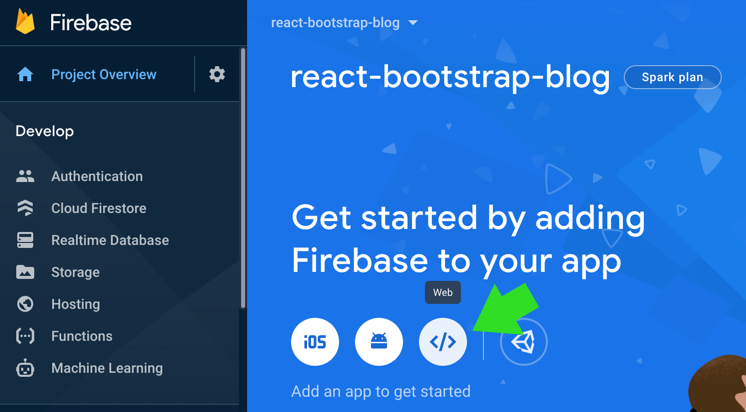 Firebase
react-bootstrap-blog
Project Overview
react-bootstrap-blog
Spark plan
Develop
Authentication
Cloud Firestore
Realtime Database
Storage
Hosting
Functions
Machine Learning
Get started by adding
Firebase to your app
Web
iOS
</>
Add an app to get started